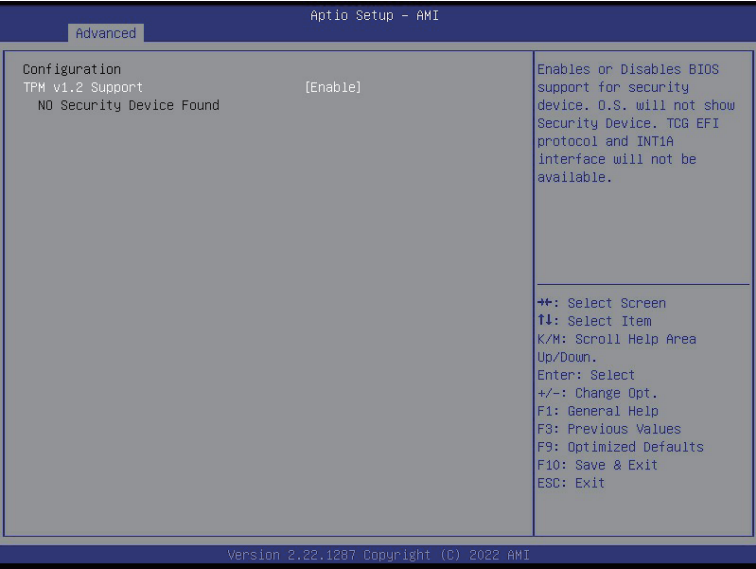 Aptio Setup – AMI
Advanced
Configuration
TPM v1.2 Support [Enable]
NO Security Device Found
Enables or Disables BIOS
support for security
device. O.S. will not show
Security Device. TCG EFI
protocol and INT1A
interface will not be
available.
→←: Select Screen
↑↓: Select Item
K/M: Scroll Help Area
Up/Down.
Enter: Select
+/-: Change Opt.
F1: General Help
F3: Previous Values
F9: Optimized Defaults
F10: Save & Exit
ESC: Exit
Version 2.22.1287 Copyright (C) 2022 AMI